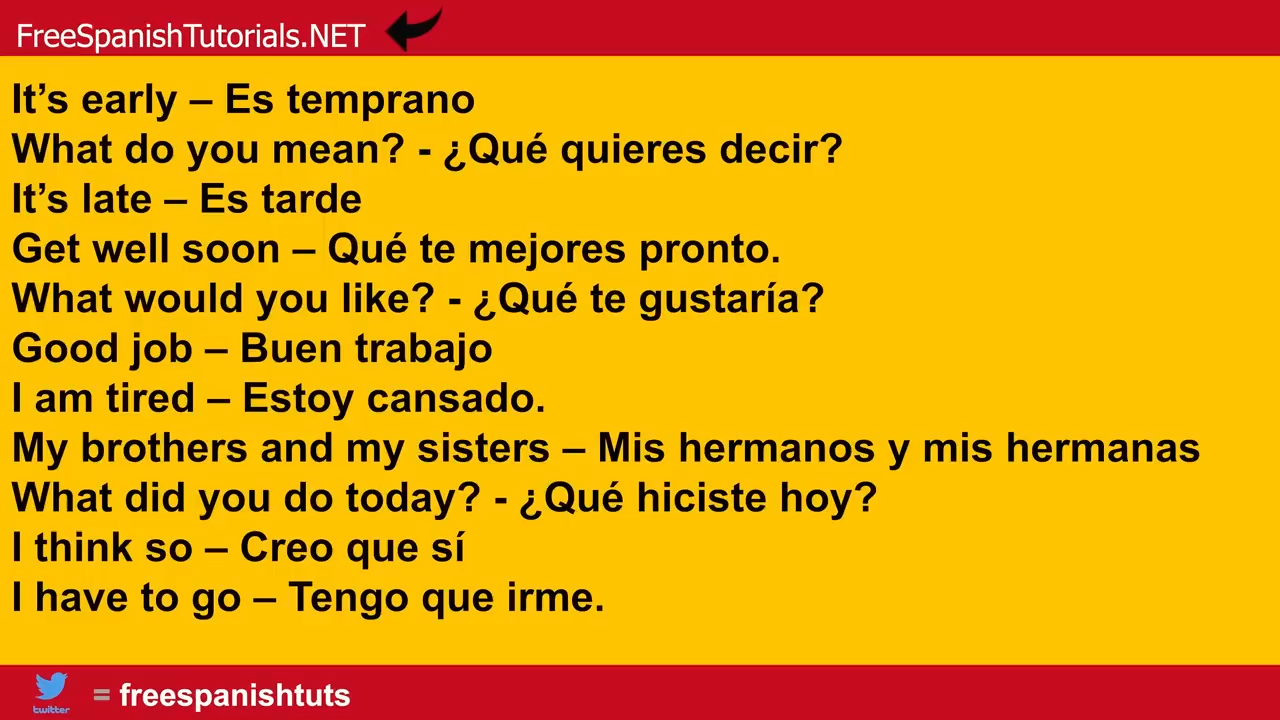 FreeSpanishTutorials.NET
It’s early – Es temprano
What do you mean? - ¿Qué quieres decir?
It’s late – Es tarde
Get well soon – Qué te mejores pronto.
What would you like? - ¿Qué te gustaría?
Good job – Buen trabajo
I am tired – Estoy cansado.
My brothers and my sisters – Mis hermanos y mis hermanas
What did you do today? - ¿Qué hiciste hoy?
I think so – Creo que sí
I have to go – Tengo que irme.
twitter = freespanishtuts